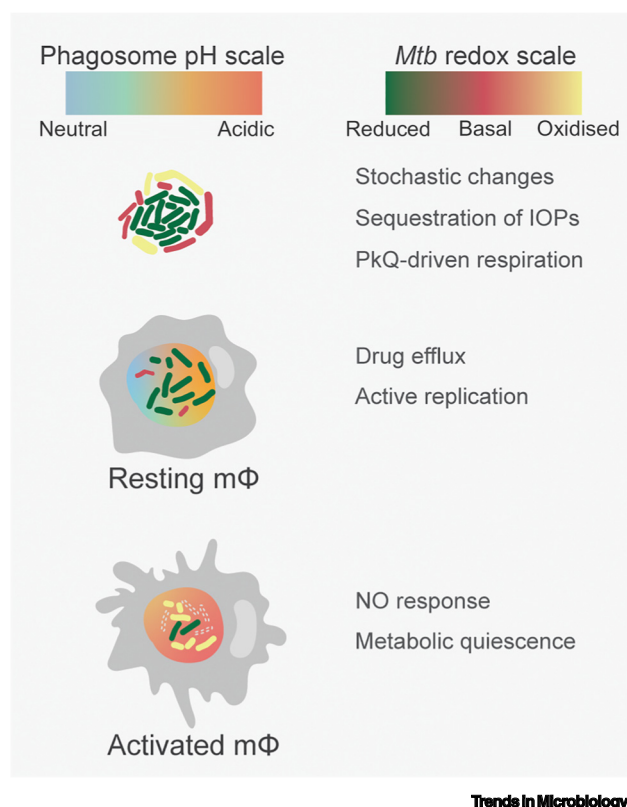 Phagosome pH scale
Mtb redox scale
Neutral
Acidic
Reduced
Basal
Oxidised
Stochastic changes
Sequestration of IOPs
PkQ-driven respiration
Drug efflux
Active replication
Resting mΦ
NO response
Metabolic quiescence
Activated mΦ
Trends in Microbiology